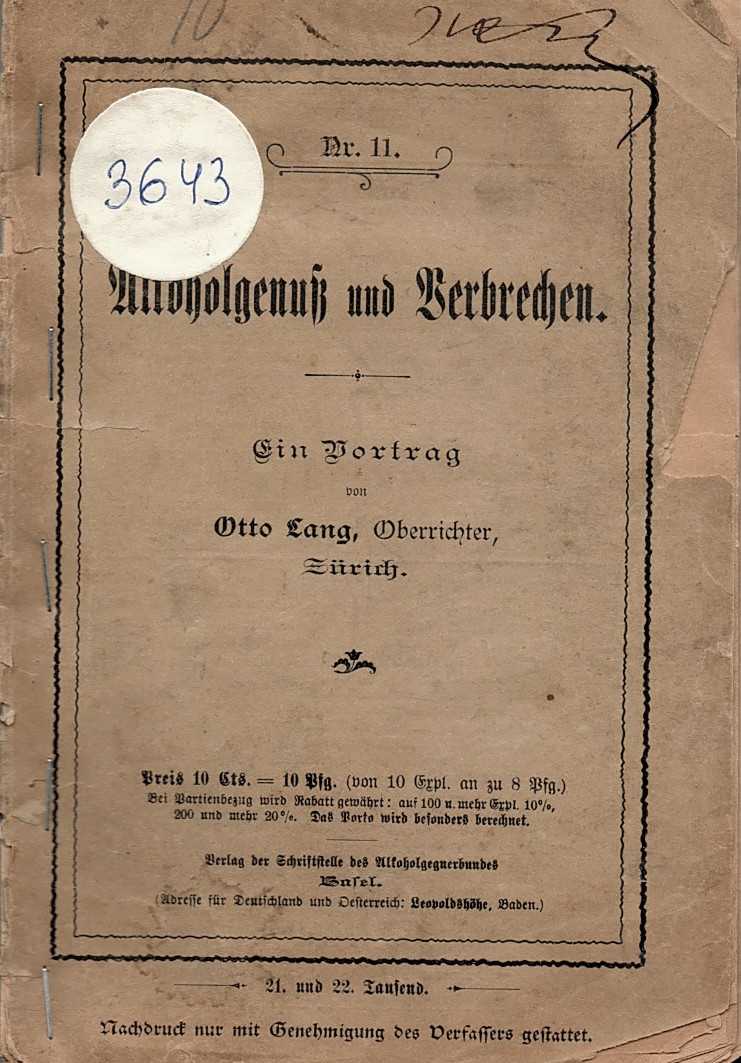 10
3643
Nr. 11.
Alkoholgenuß und Verbrechen.
Ein Vortrag
von
Otto Lang, Oberrichter,
Zürich.
Preis 10 Cts. = 10 Pfg. (von 10 Expl. an zu 8 Pfg.)
Bei Partienbezug wird Rabatt gewährt: auf 100 u. mehr Expl. 10%,
200 und mehr 20%. Das Porto wird besonders berechnet.
Verlag der Schriftstelle des Alkoholgegnerbundes
Basel.
(Adresse für Deutschland und Oesterreich: Leopoldshöhe, Baden.)
21. und 22. Tausend.
Nachdruck nur mit Genehmigung des Verfassers gestattet.